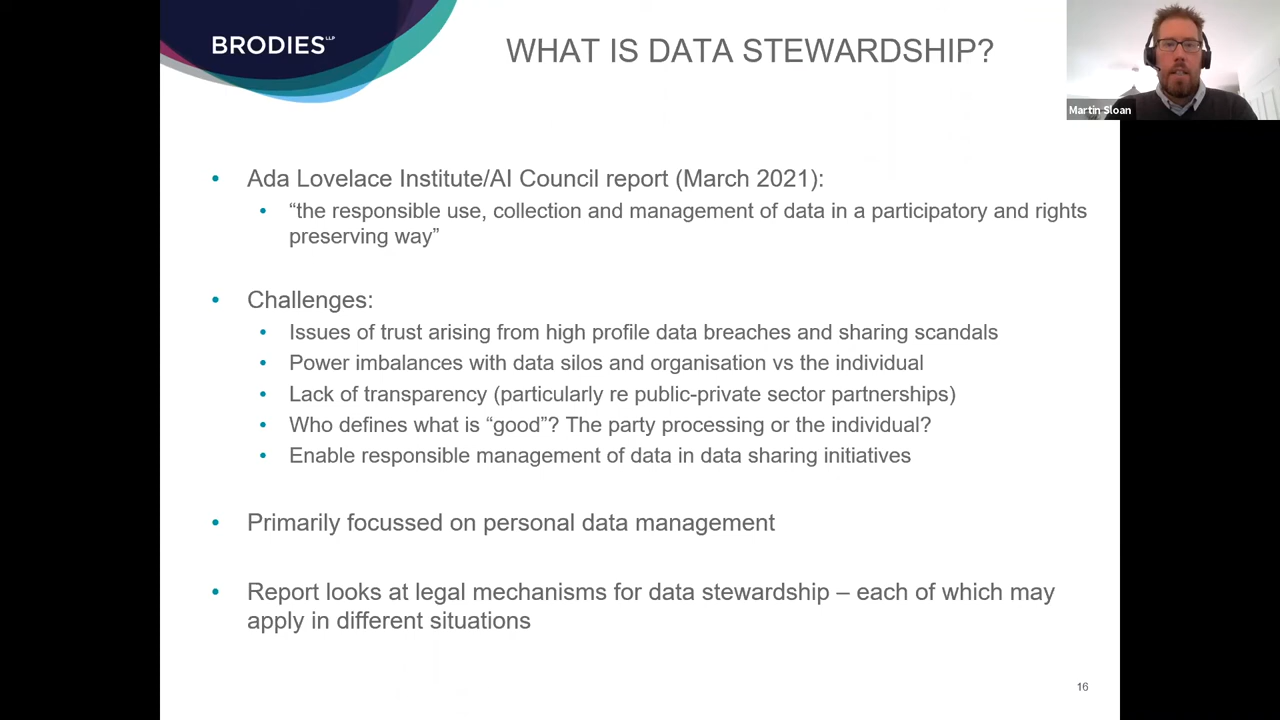 BRODIES LLP
WHAT IS DATA STEWARDSHIP?
Martin Sloan
• Ada Lovelace Institute/AI Council report (March 2021):
• “the responsible use, collection and management of data in a participatory and rights
preserving way”
• Challenges:
• Issues of trust arising from high profile data breaches and sharing scandals
• Power imbalances with data silos and organisation vs the individual
• Lack of transparency (particularly re public-private sector partnerships)
• Who defines what is “good”? The party processing or the individual?
• Enable responsible management of data in data sharing initiatives
• Primarily focussed on personal data management
• Report looks at legal mechanisms for data stewardship – each of which may
apply in different situations
16